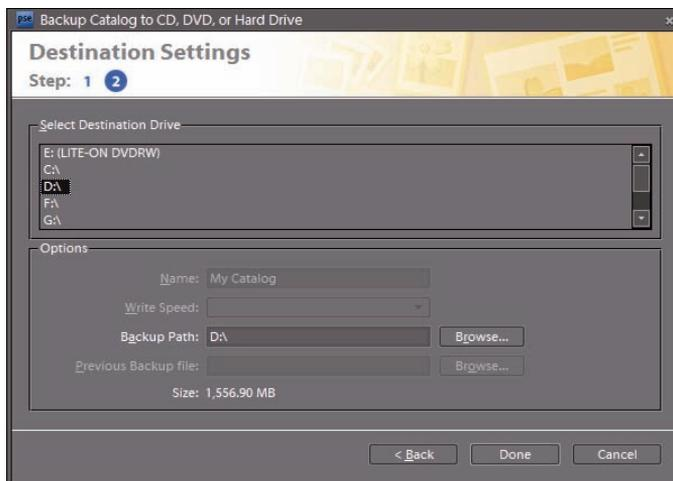 pse Backup Catalog to CD, DVD, or Hard Drive
Destination Settings
Step: 1 2
Select Destination Drive
E: (LITE-ON DVDRW)
C:\
D:\
F:\
G:\
Options
Name: My Catalog
Write Speed:
Backup Path: D:\ Browse...
Previous Backup file: Browse...
Size: 1,556.90 MB
< Back Done Cancel